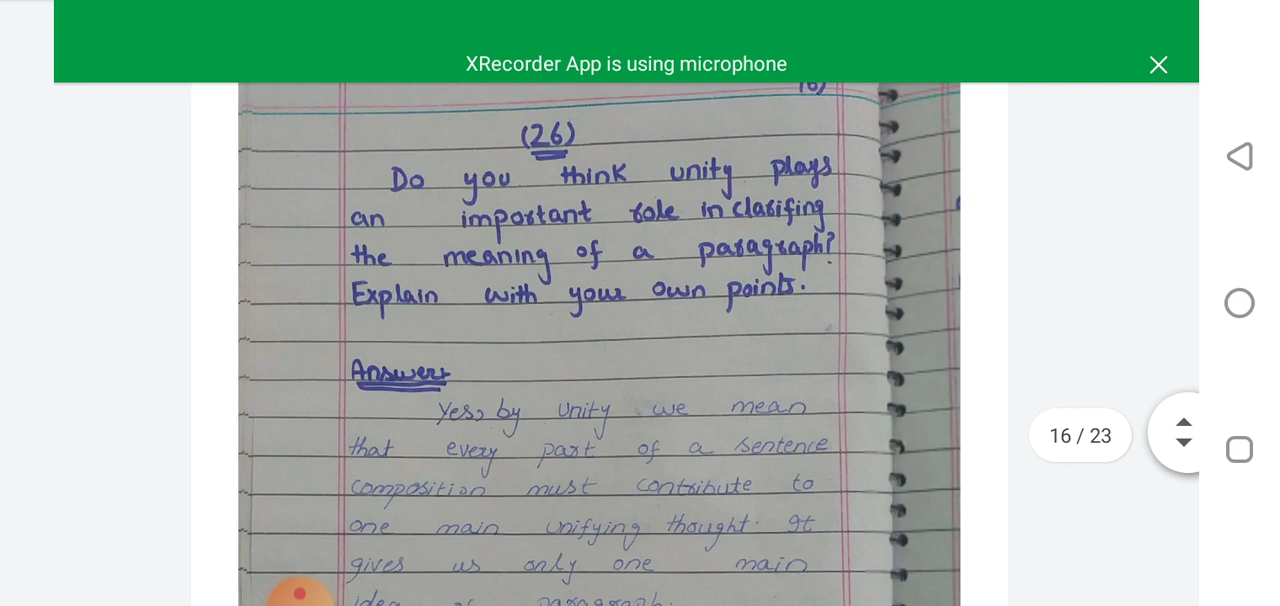 XRecorder App is using microphone
(26)
Do you think unity plays
an important role in clarifing
the meaning of a paragraph?
Explain with your own points.
Answer:
Yes, by unity we mean
that every part of a sentence
composition must contribute to
one main unifying thought. It
gives us only one main
16 / 23